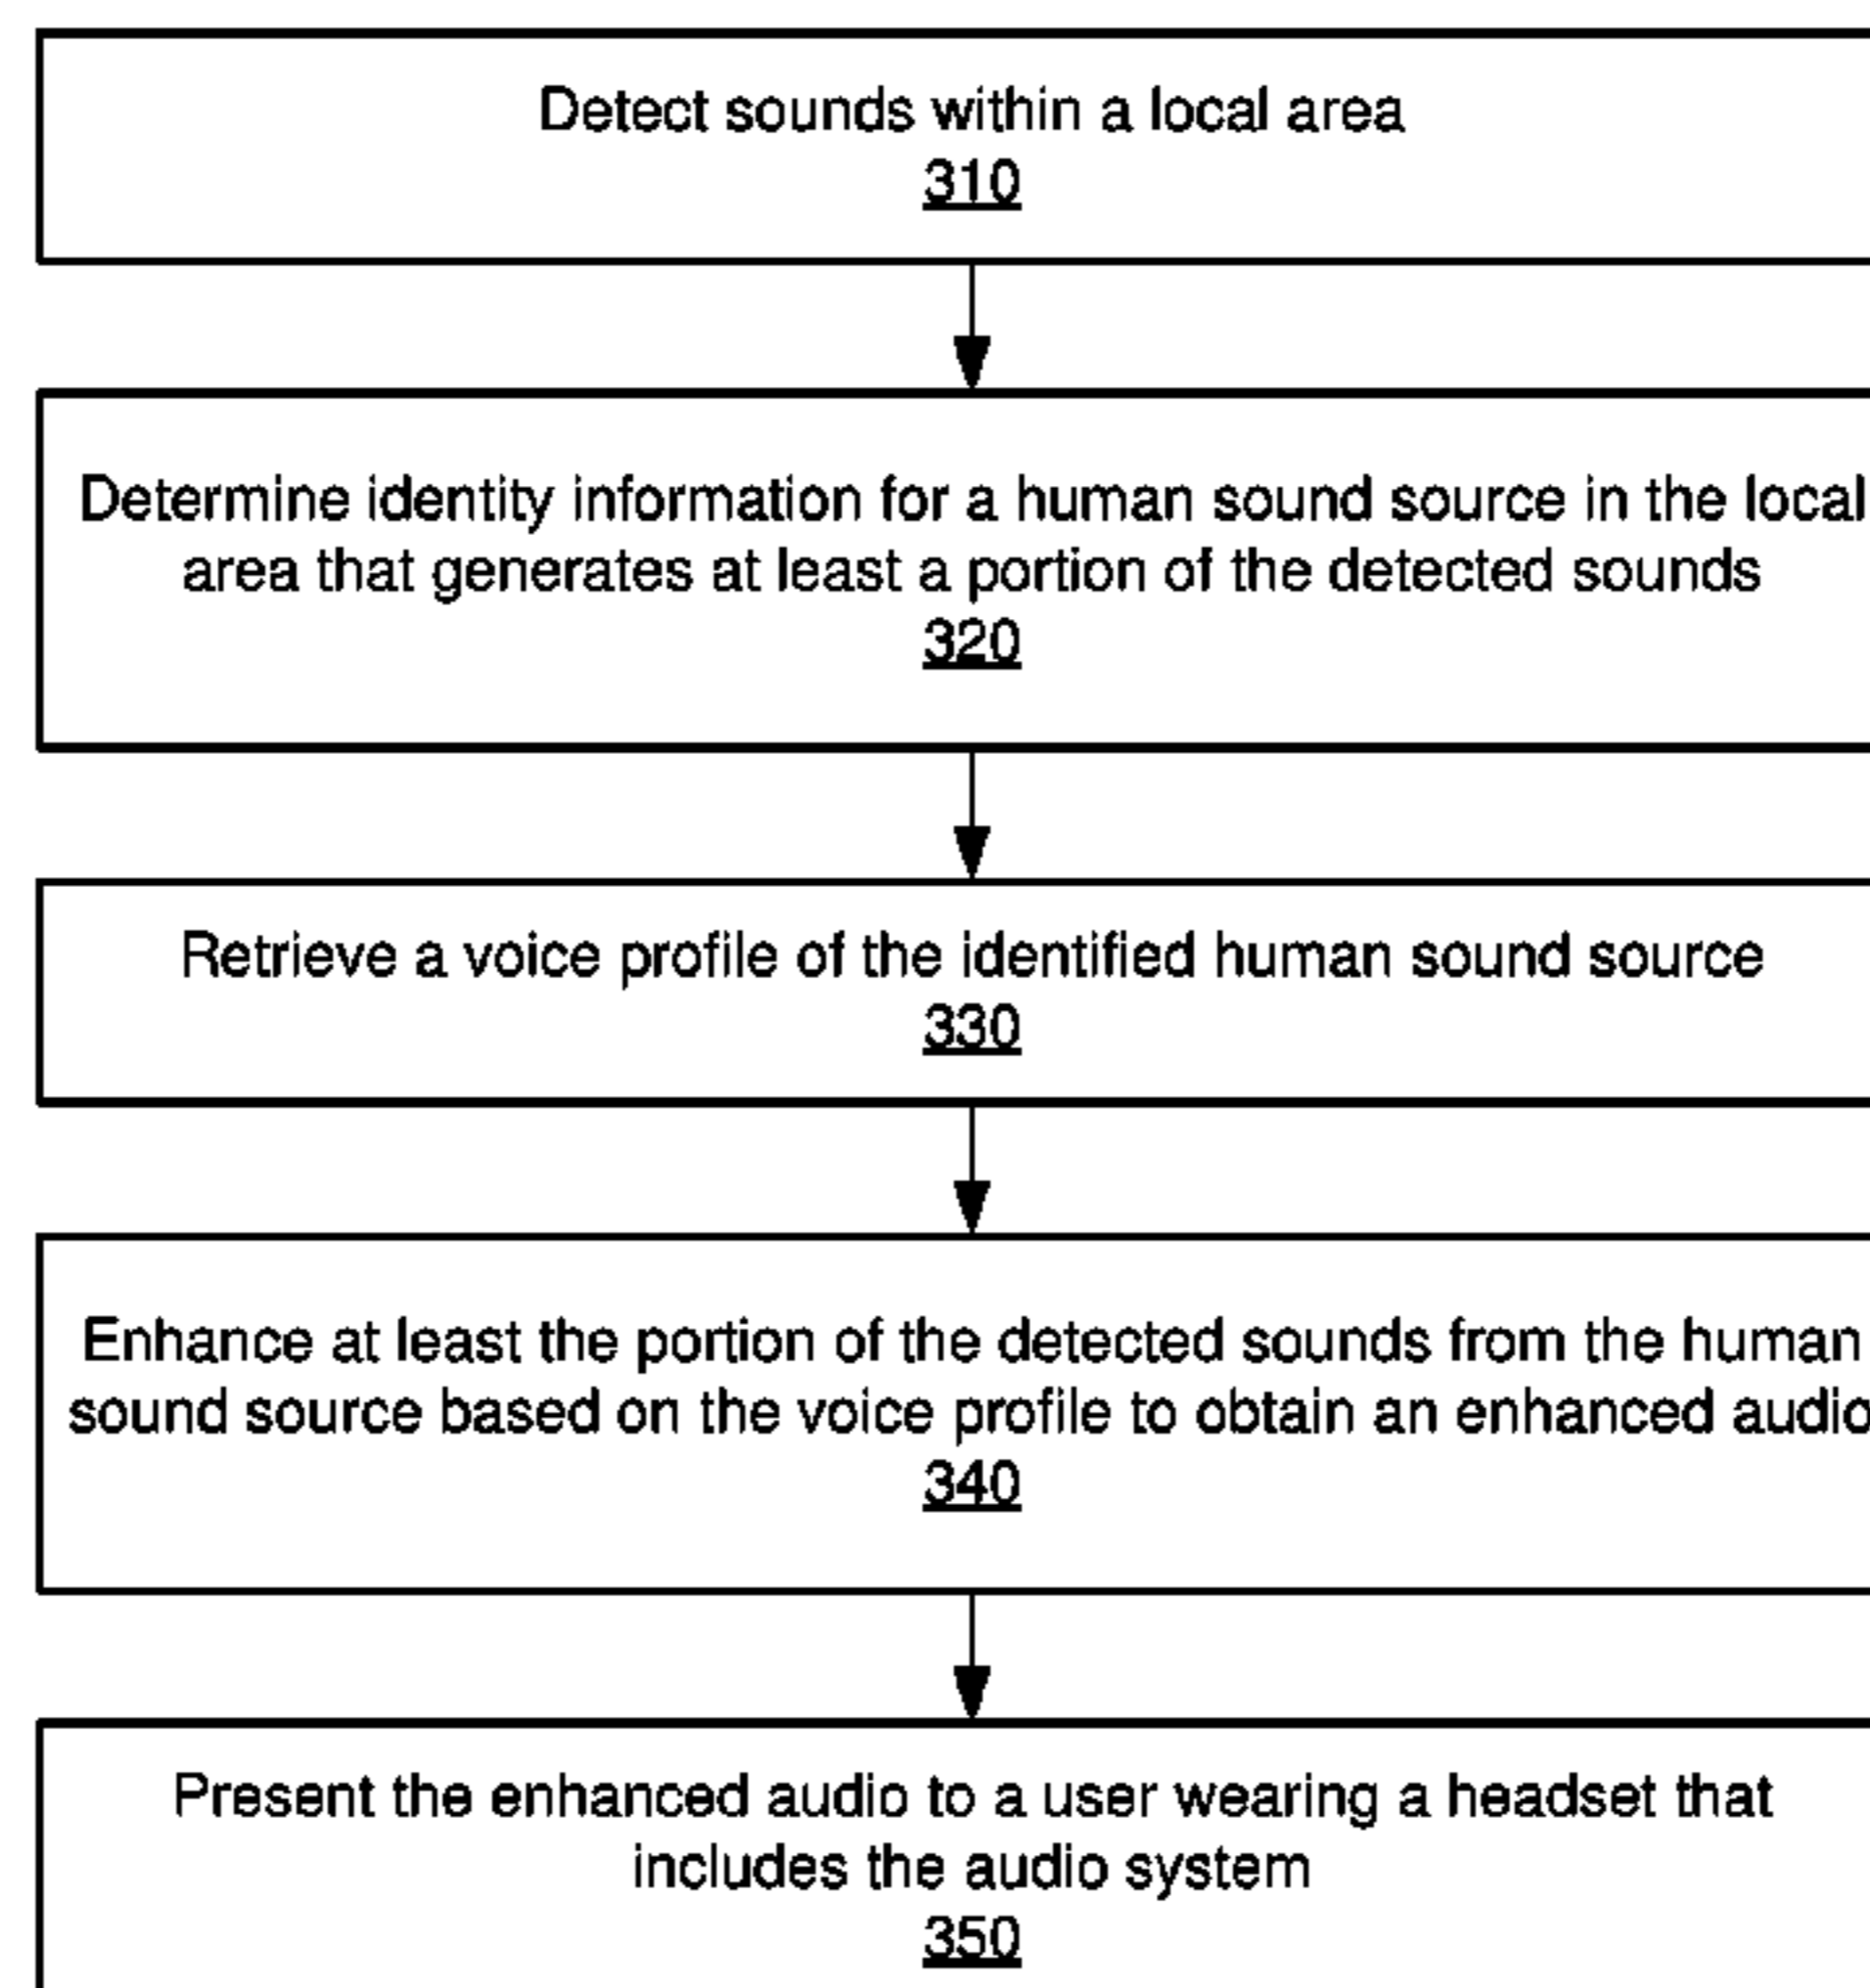 Detect sounds within a local area
310
Determine identity information for a human sound source in the local
area that generates at least a portion of the detected sounds
320
Retrieve a voice profile of the identified human sound source
330
Enhance at least the portion of the detected sounds from the human
sound source based on the voice profile to obtain an enhanced audio
340
Present the enhanced audio to a user wearing a headset that
includes the audio system
350